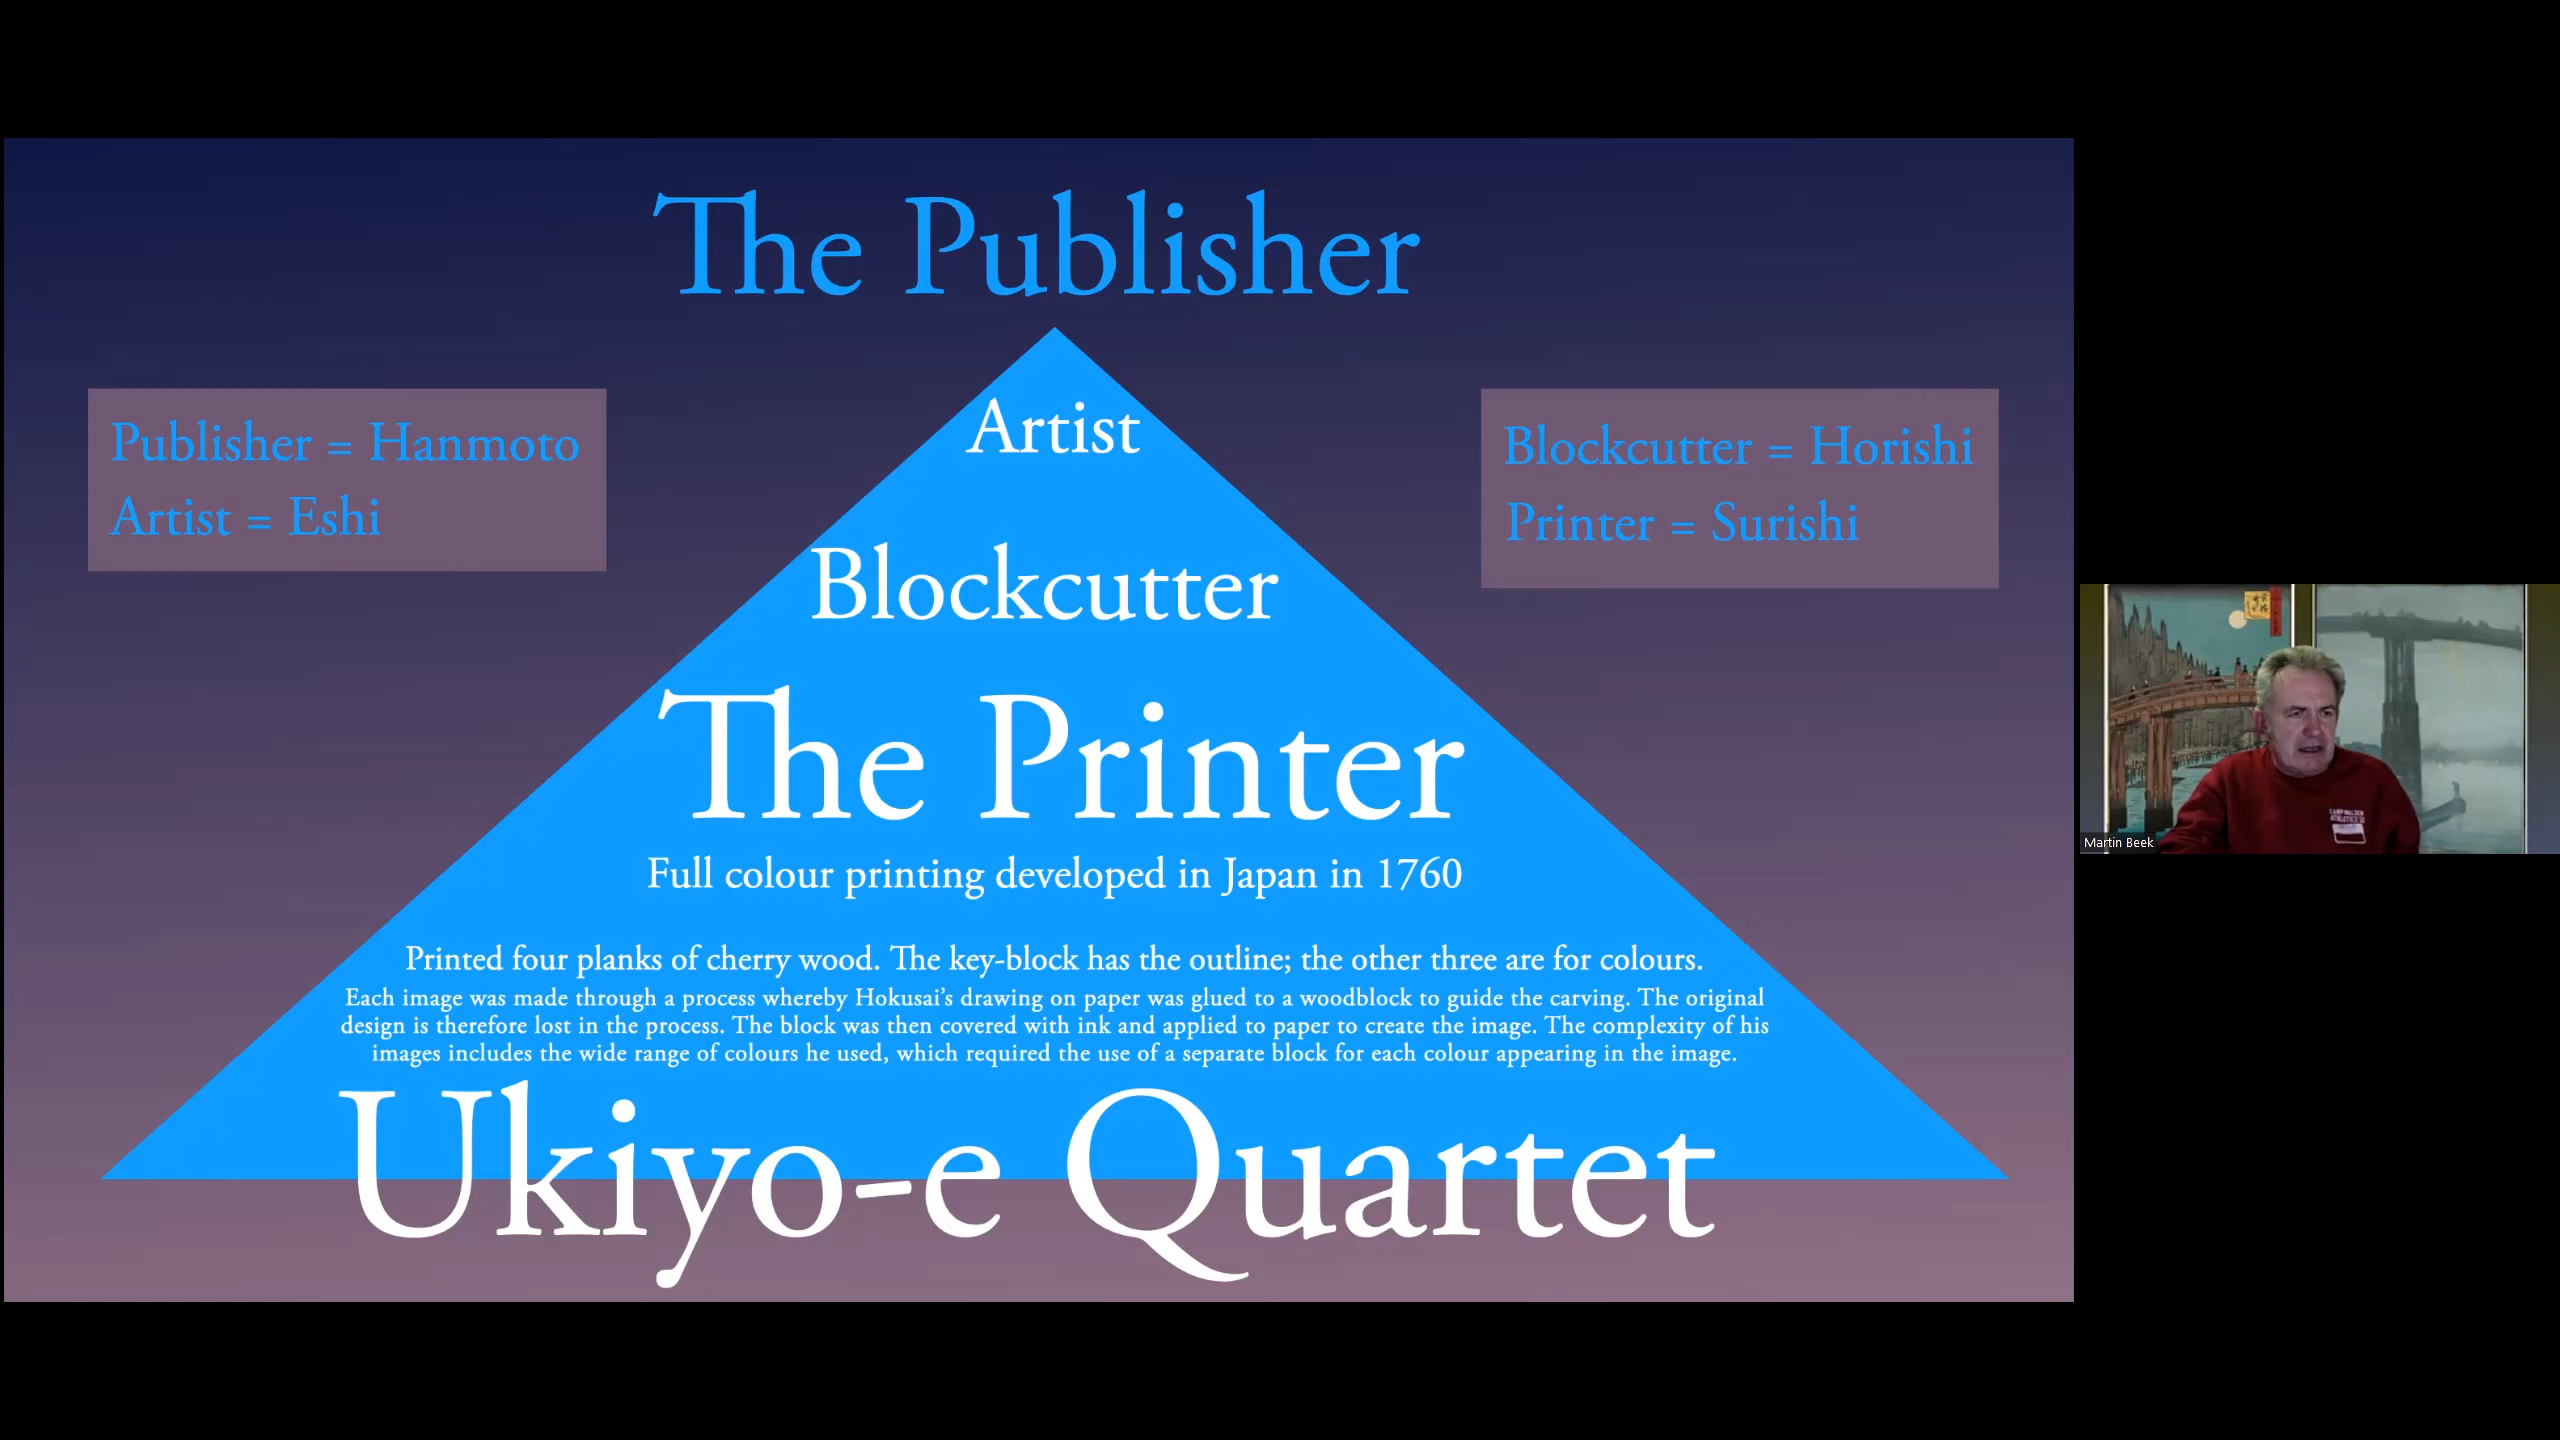 The Publisher
Artist
Publisher = Hanmoto
Artist = Eshi
Blockcutter = Horishi
Printer = Surishi
Blockcutter
The Printer
Full colour printing developed in Japan in 1760
Printed four planks of cherry wood. The key-block has the outline; the other three are for colours.
Each image was made through a process whereby Hokusai’s drawing on paper was glued to a woodblock to guide the carving. The original
design is therefore lost in the process. The block was then covered with ink and applied to paper to create the image. The complexity of his
images includes the wide range of colours he used, which required the use of a separate block for each colour appearing in the image.
Ukiyo-e Quartet
Martin Beek